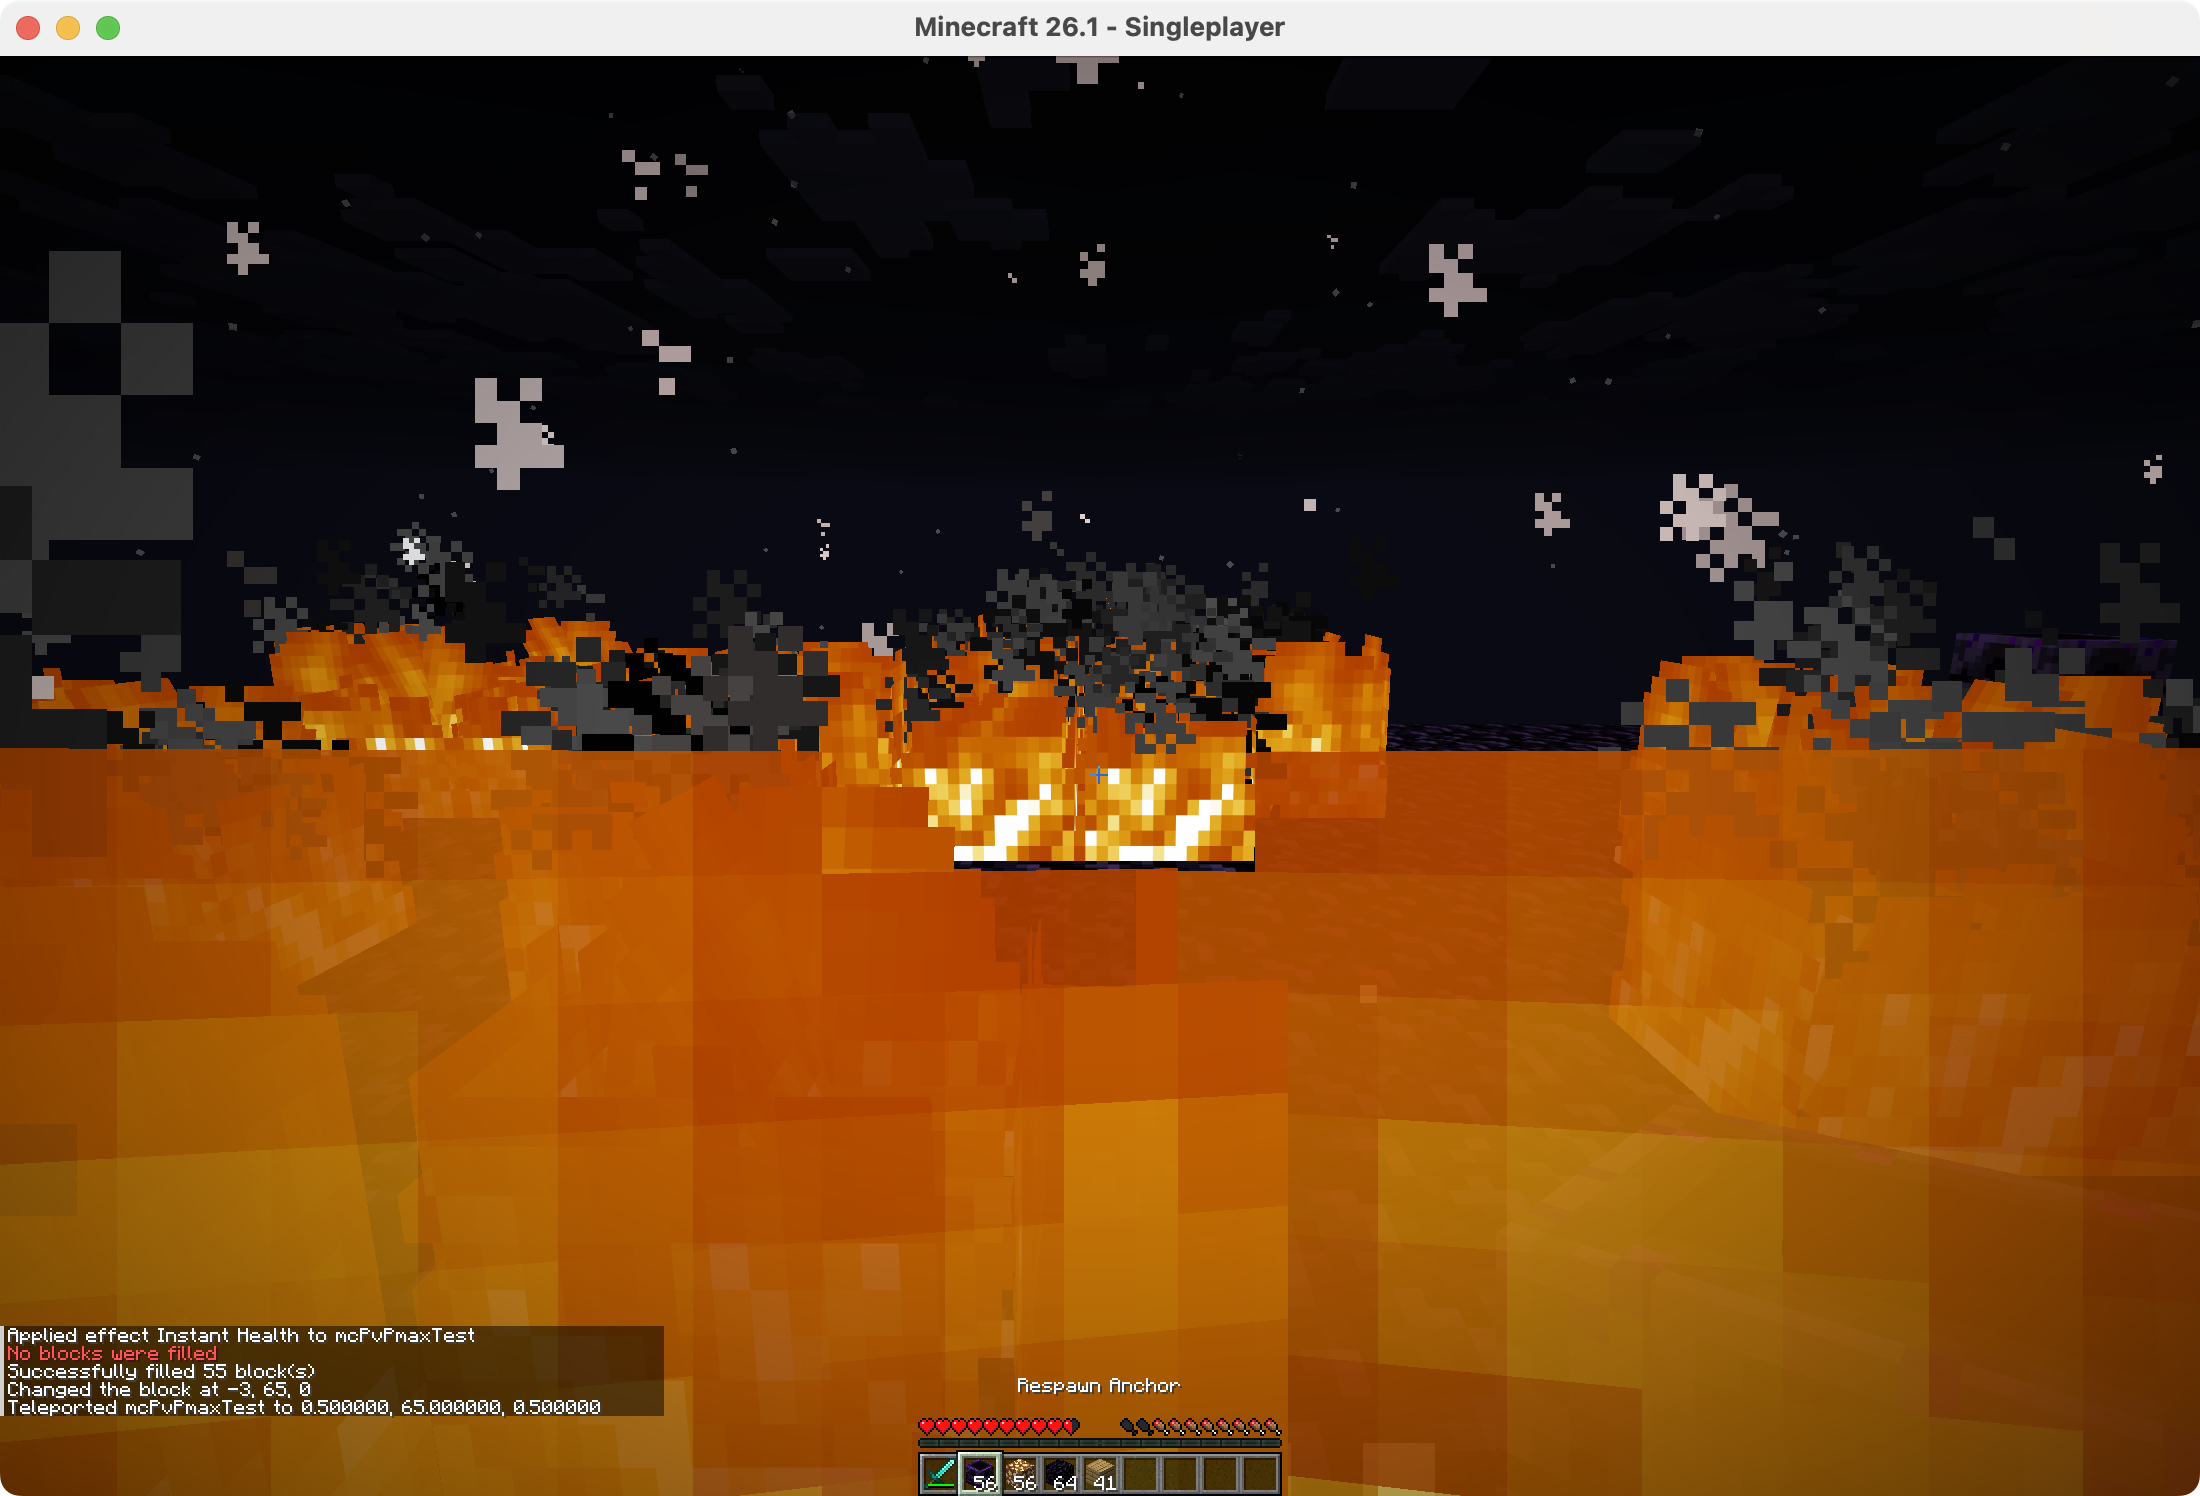 Minecraft 26.1 - Singleplayer
Applied effect Instant Health to mcPvPmaxTest
No blocks were filled
Successfully filled 55 block(s)
Changed the block at -3, 65, 0
Teleported mcPvPmaxTest to 0.500000, 65.000000, 0.500000
Respawn Anchor
56 56 64 41